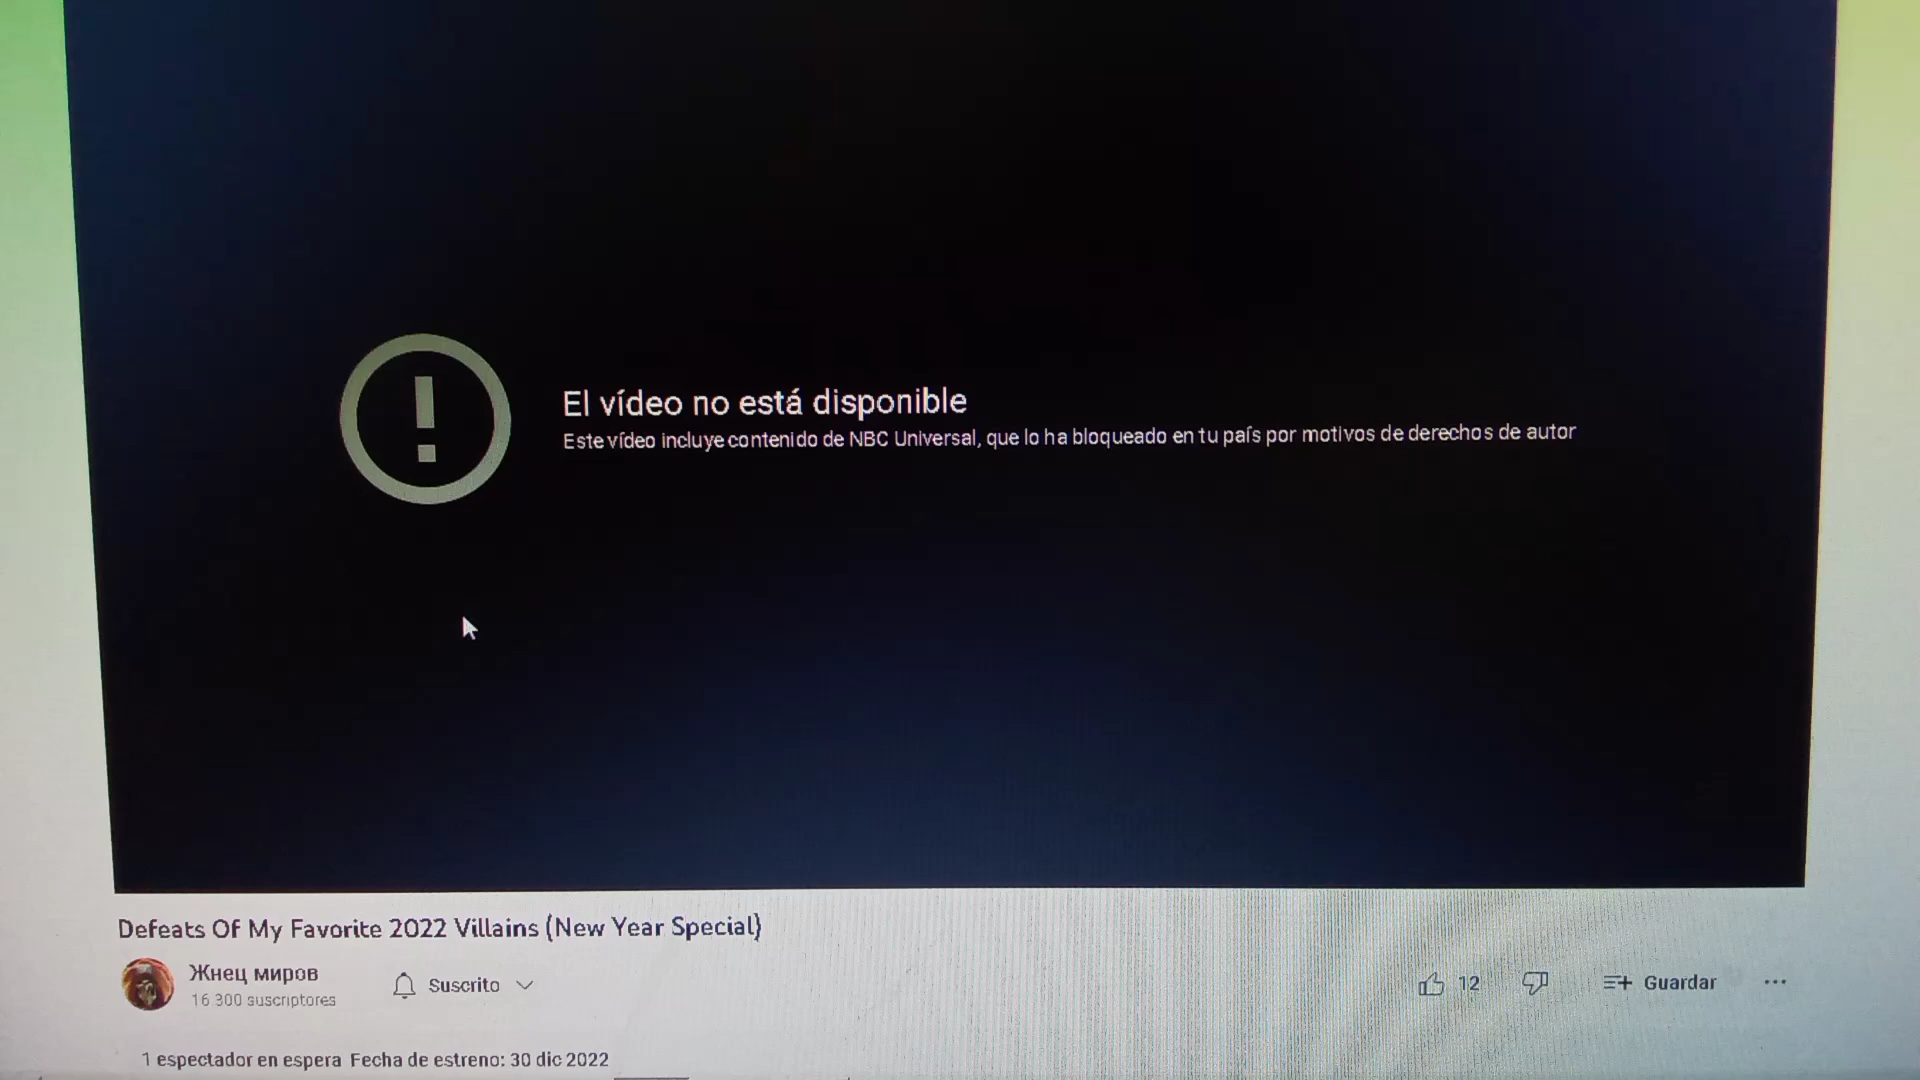 El vídeo no está disponible
Este vídeo incluye contenido de NBC Universal, que lo ha bloqueado en tu país por motivos de derechos de autor
Defeats Of My Favorite 2022 Villains (New Year Special)
Жнец миров
16 300 suscriptores
Suscrito
12
Guardar
1 espectador en espera Fecha de estreno: 30 dic 2022